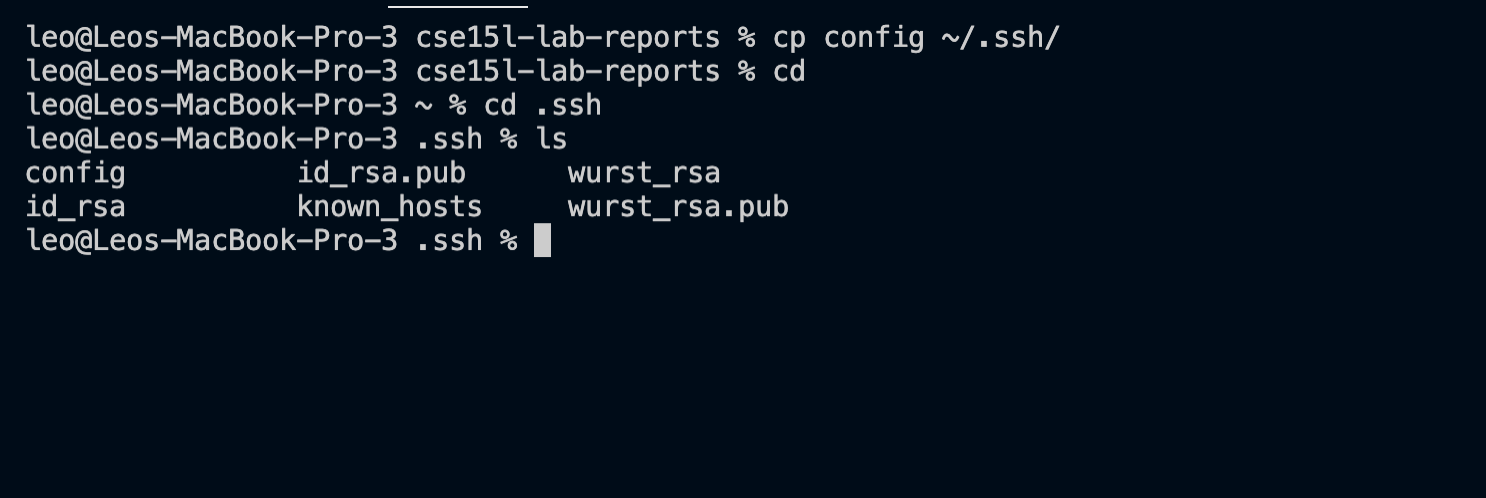 leo@Leos-MacBook-Pro-3 cse15l-lab-reports % cp config ~/.ssh/
leo@Leos-MacBook-Pro-3 cse15l-lab-reports % cd
leo@Leos-MacBook-Pro-3 ~ % cd .ssh
leo@Leos-MacBook-Pro-3 .ssh % ls
config id_rsa.pub wurst_rsa
id_rsa known_hosts wurst_rsa.pub
leo@Leos-MacBook-Pro-3 .ssh %